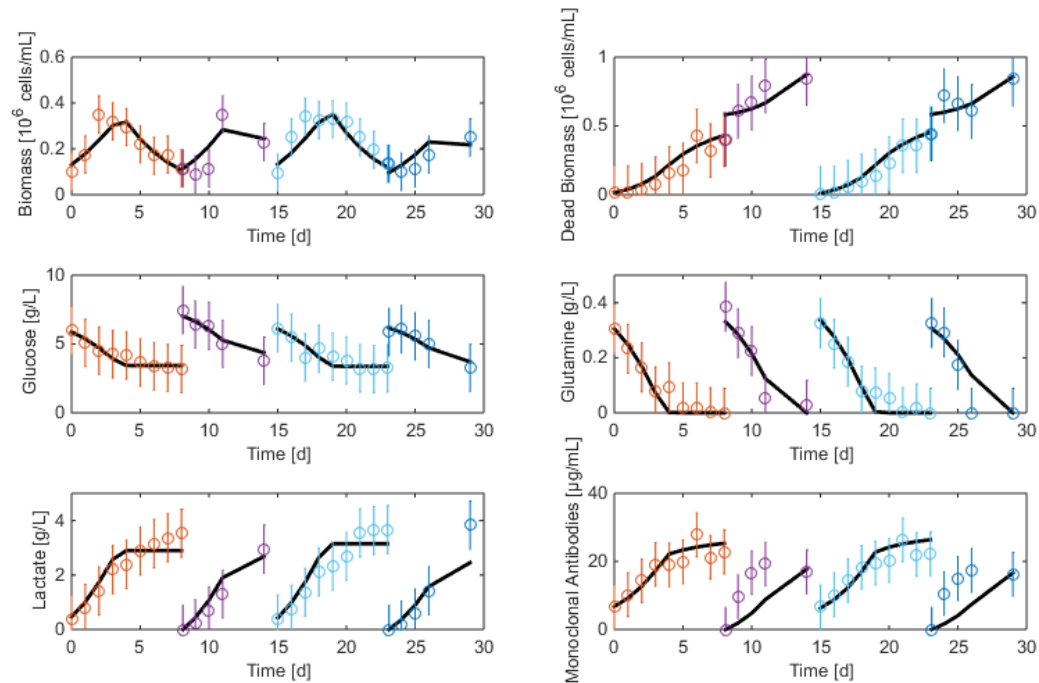 Biomass [10⁶ cells/mL]
0.6
0.4
0.2
0
0 5 10 15 20 25 30
Time [d]
Dead Biomass [10⁶ cells/mL]
1
0.5
0
0 5 10 15 20 25 30
Time [d]
Glucose [g/L]
10
5
0
0 5 10 15 20 25 30
Time [d]
Glutamine [g/L]
0.4
0.2
0
0 5 10 15 20 25 30
Time [d]
Lactate [g/L]
4
2
0
0 5 10 15 20 25 30
Time [d]
Monoclonal Antibodies [µg/mL]
40
20
0
0 5 10 15 20 25 30
Time [d]